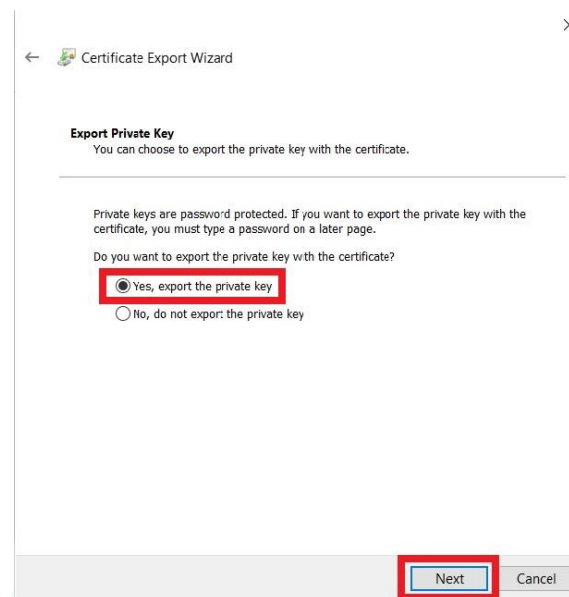 Certificate Export Wizard
Export Private Key
You can choose to export the private key with the certificate.
Private keys are password protected. If you want to export the private key with the
certificate, you must type a password on a later page.
Do you want to export the private key with the certificate?
Yes, export the private key
No, do not export the private key
Next
Cancel